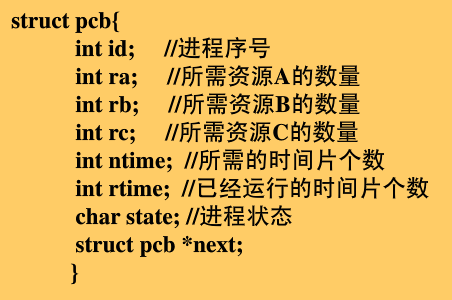 struct pcb{
int id; //进程序号
int ra; //所需资源A的数量
int rb; //所需资源B的数量
int rc; //所需资源C的数量
int ntime; //所需的时间片个数
int rtime; //已经运行的时间片个数
char state; //进程状态
struct pcb *next;
}